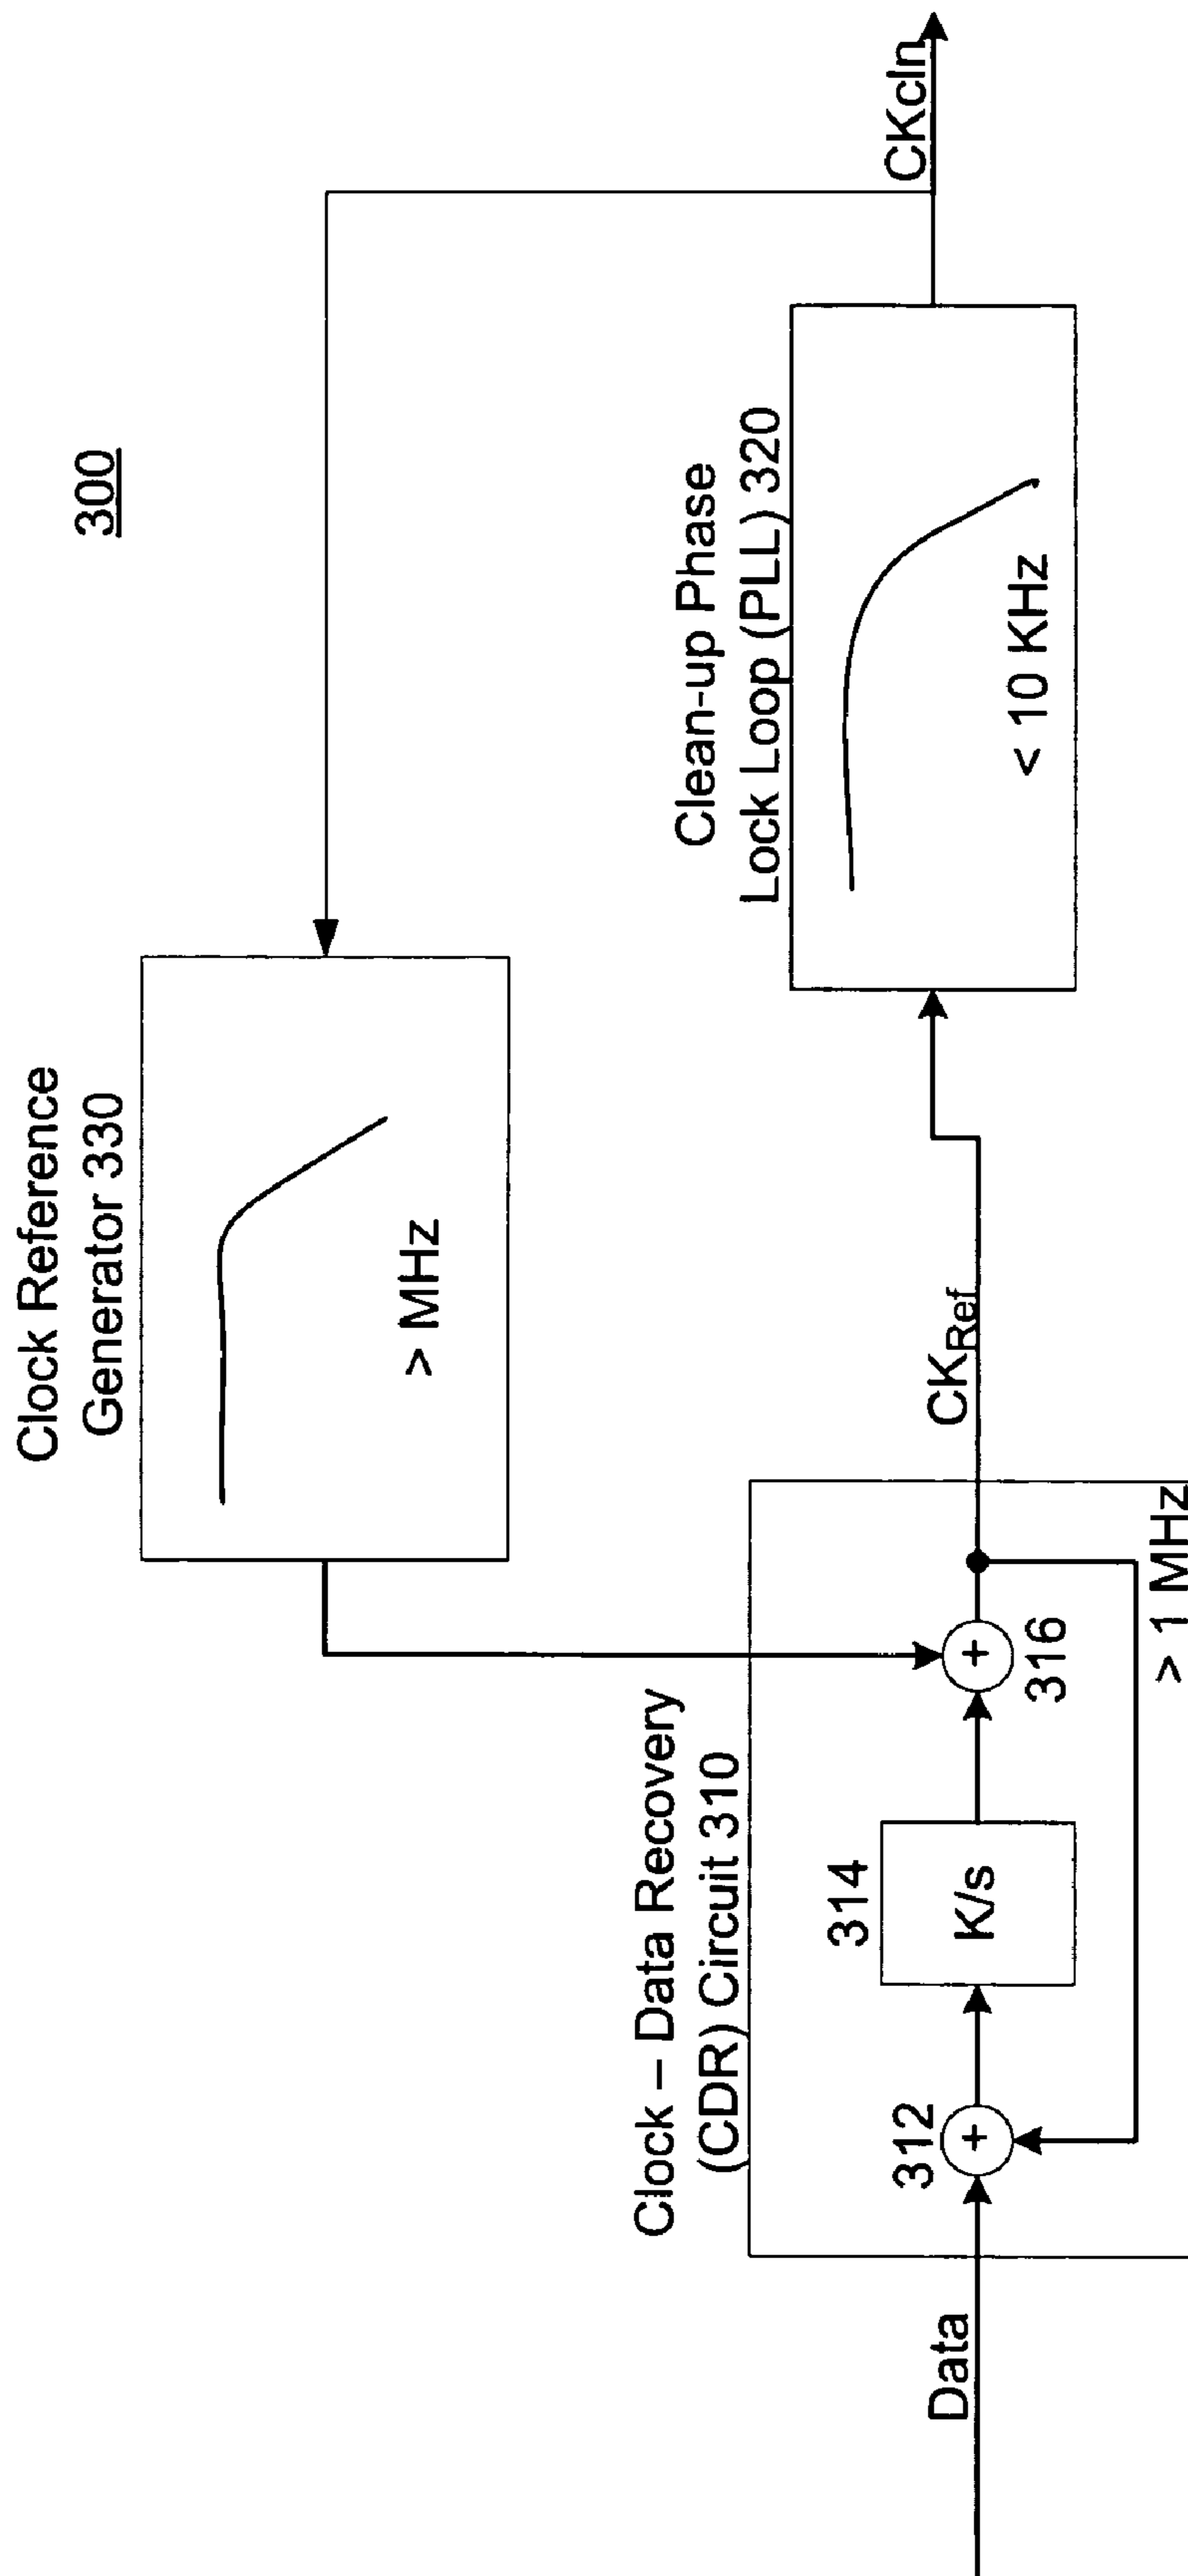 300
Clock Reference
Generator 330
> MHz
Clock – Data Recovery
(CDR) Circuit 310
Data
312
+
314
K/s
+
316
> 1 MHz
CKRef
Clean-up Phase
Lock Loop (PLL) 320
< 10 KHz
CKcln